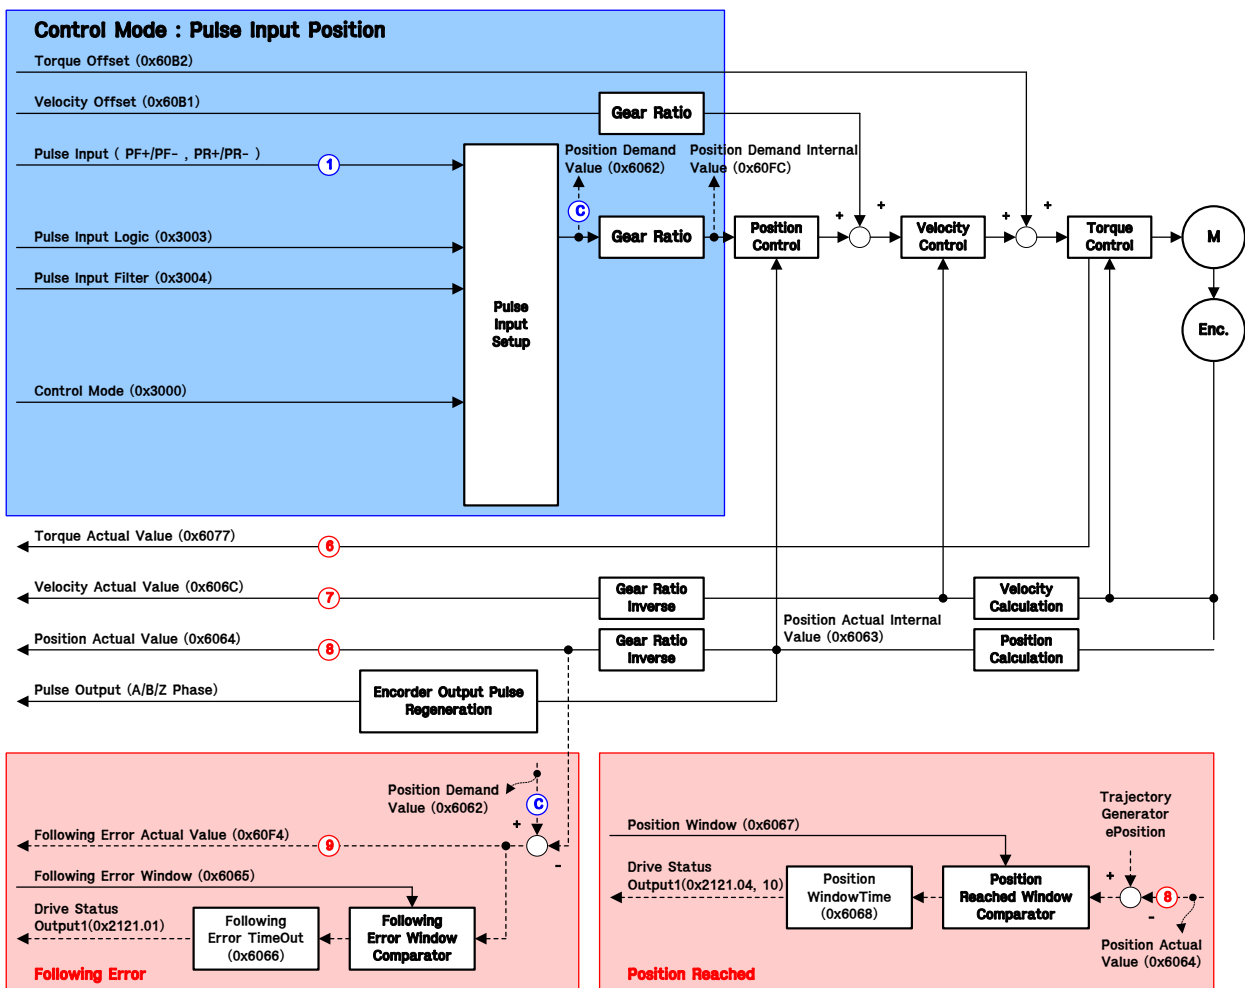 Control Mode : Pulse Input Position
Torque Offset (0x60B2)
Velocity Offset (0x60B1)
Gear Ratio
Pulse Input ( PF+/PF- , PR+/PR- )
1
Position Demand
Value (0x6062)
Position Demand Internal
Value (0x60FC)
C
+
+
+
+
Pulse Input Logic (0x3003)
Gear Ratio
Position
Control
Velocity
Control
Torque
Control
M
Pulse Input Filter (0x3004)
Pulse
Input
Setup
Enc.
Control Mode (0x3000)
Torque Actual Value (0x6077)
6
Velocity Actual Value (0x606C)
7
Gear Ratio
Inverse
Velocity
Calculation
Position Actual Value (0x6064)
8
Gear Ratio
Inverse
Position Actual Internal
Value (0x6063)
Position
Calculation
Pulse Output (A/B/Z Phase)
Encorder Output Pulse
Regeneration
Position Demand
Value (0x6062)
C
+
-
Following Error Actual Value (0x60F4)
9
Following Error Window (0x6065)
Drive Status
Output1(0x2121.01)
Following
Error TimeOut
(0x6066)
Following
Error Window
Comparator
Following Error
Trajectory
Generator
ePosition
Position Window (0x6067)
Drive Status
Output1(0x2121.04, 10)
Position
WindowTime
(0x6068)
Position
Reached Window
Comparator
+
-
8
Position Actual
Value (0x6064)
Position Reached